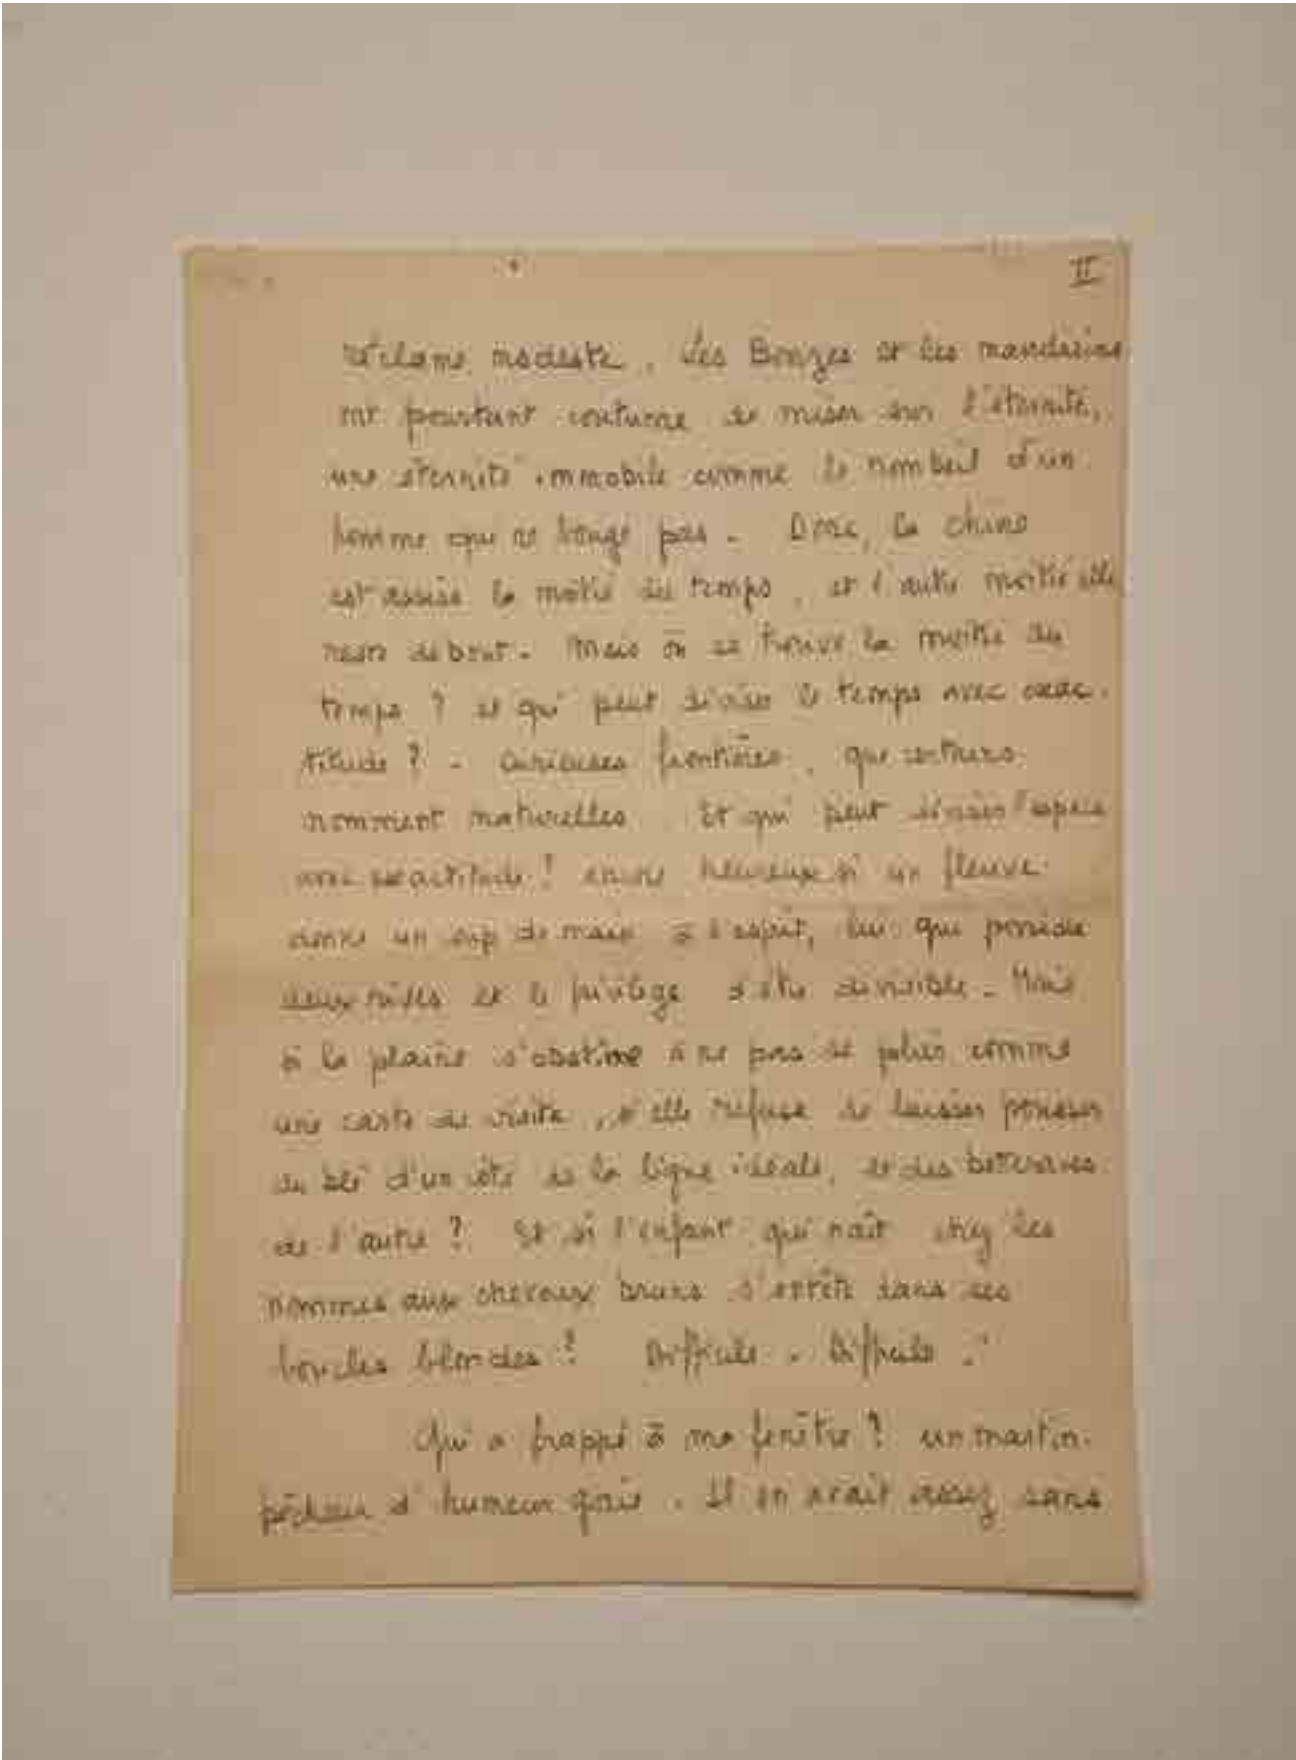 II
réclame modeste. Les Bonzes et les mandarins
ont pourtant coutume de miser sur l'éternité,
une éternité immobile comme le nombril d'un
homme qui ne bouge pas. Donc, la chine
est assise la moitié du temps, et l'autre moitié elle
reste debout. Mais où se trouve la moitié du
temps ? et qui peut diviser le temps avec exac-
titude ? - Curieuses frontières, que certains
nomment naturelles. Et qui peut diviser l'espace
avec exactitude ! encore heureux si un fleuve
donne un coup de main à l'esprit, lui qui possède
deux rives et le privilège d'être divisible. Mais
si la plaine s'obstine à ne pas se plier comme
une carte de visite, si elle refuse de laisser pousser
du blé d'un côté de la ligne idéale, et des betteraves
de l'autre ? Et si l'enfant qui naît chez les
hommes aux cheveux bruns s'entête dans ses
boucles blondes ? Difficile. Difficile.
Qui a frappé à ma fenêtre ? un martin-
pêcheur d'humeur gaie. Il en avait assez sans